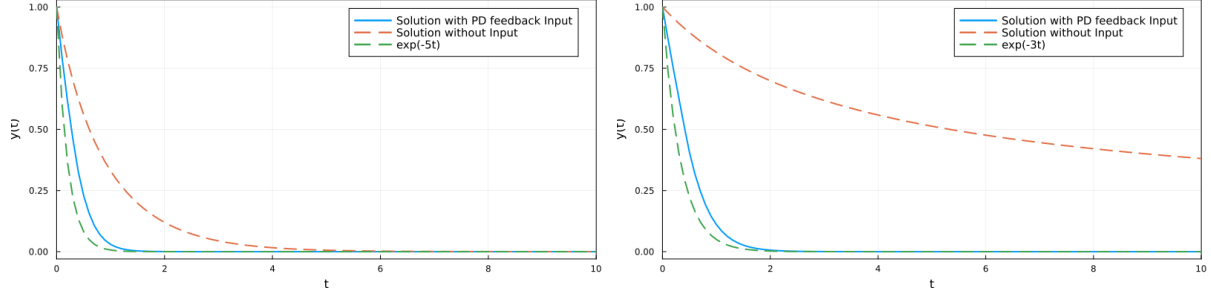 1.00
0.75
0.50
0.25
0.00
y(t)
0
2
4
6
8
10
t
Solution with PD feedback Input
Solution without Input
exp(-5t)
1.00
0.75
0.50
0.25
0.00
y(t)
0
2
4
6
8
10
t
Solution with PD feedback Input
Solution without Input
exp(-3t)